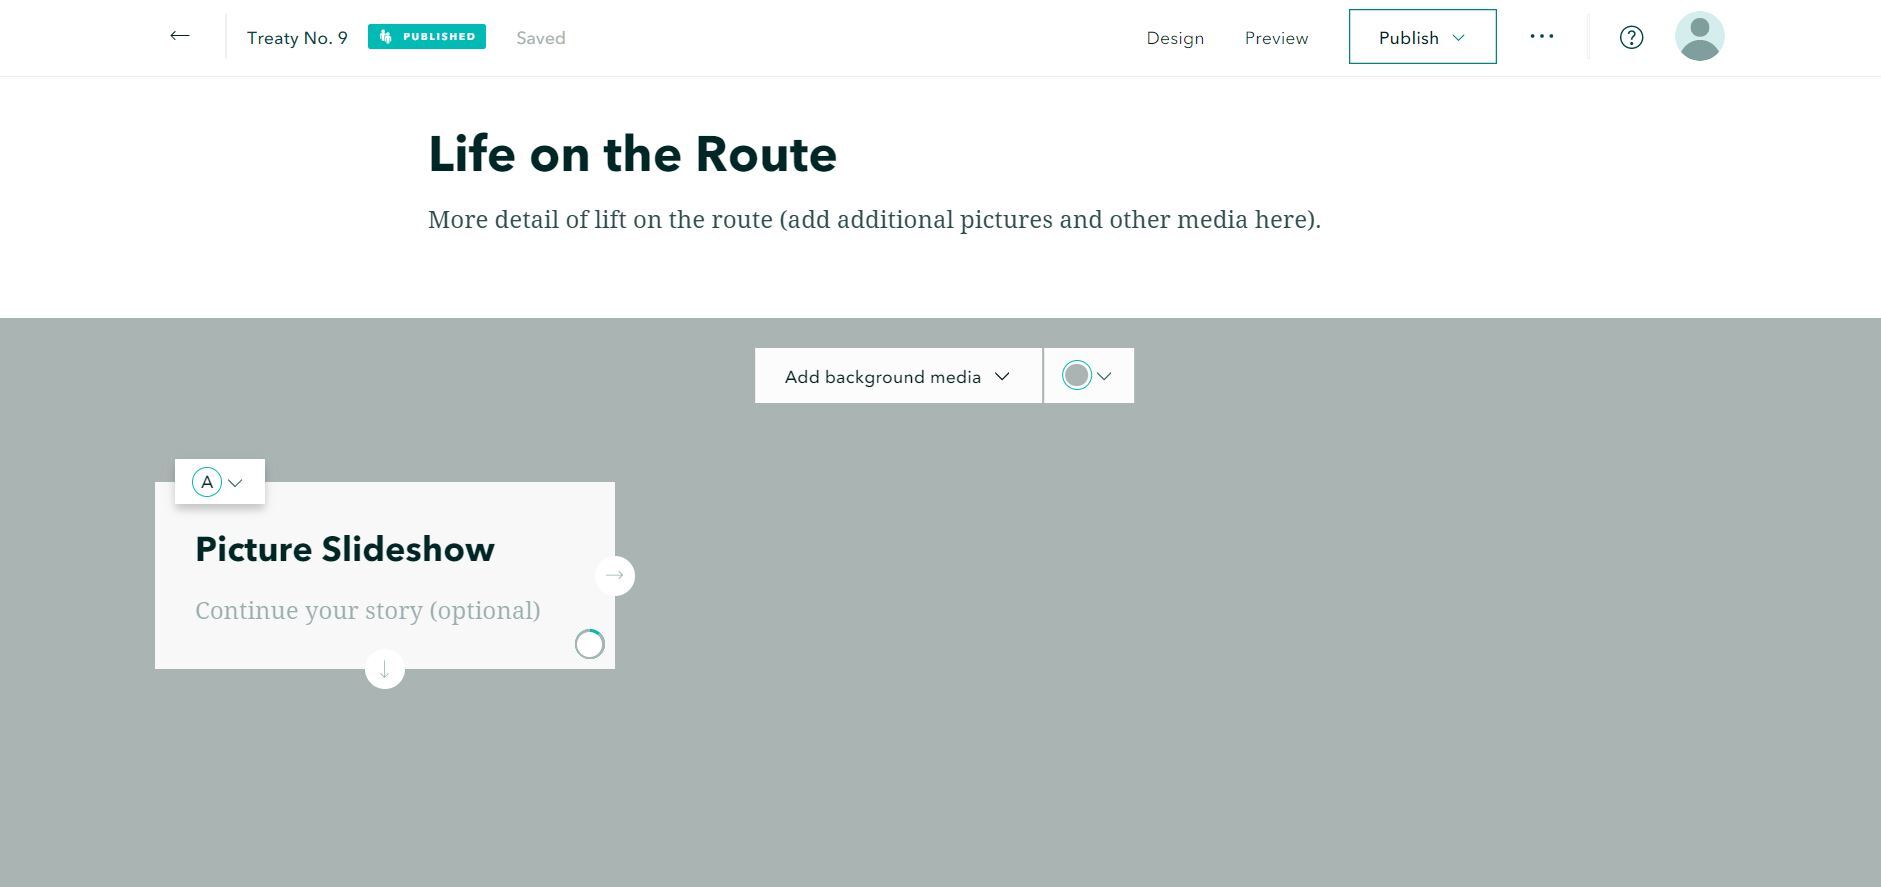 Treaty No. 9
PUBLISHED
Saved
Design
Preview
Publish
Life on the Route
More detail of lift on the route (add additional pictures and other media here).
Add background media
A
Picture Slideshow
Continue your story (optional)